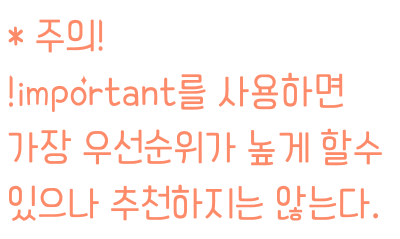 * 주의!
!important를 사용하면
가장 우선순위가 높게 할수
있으나 추천하지는 않는다.